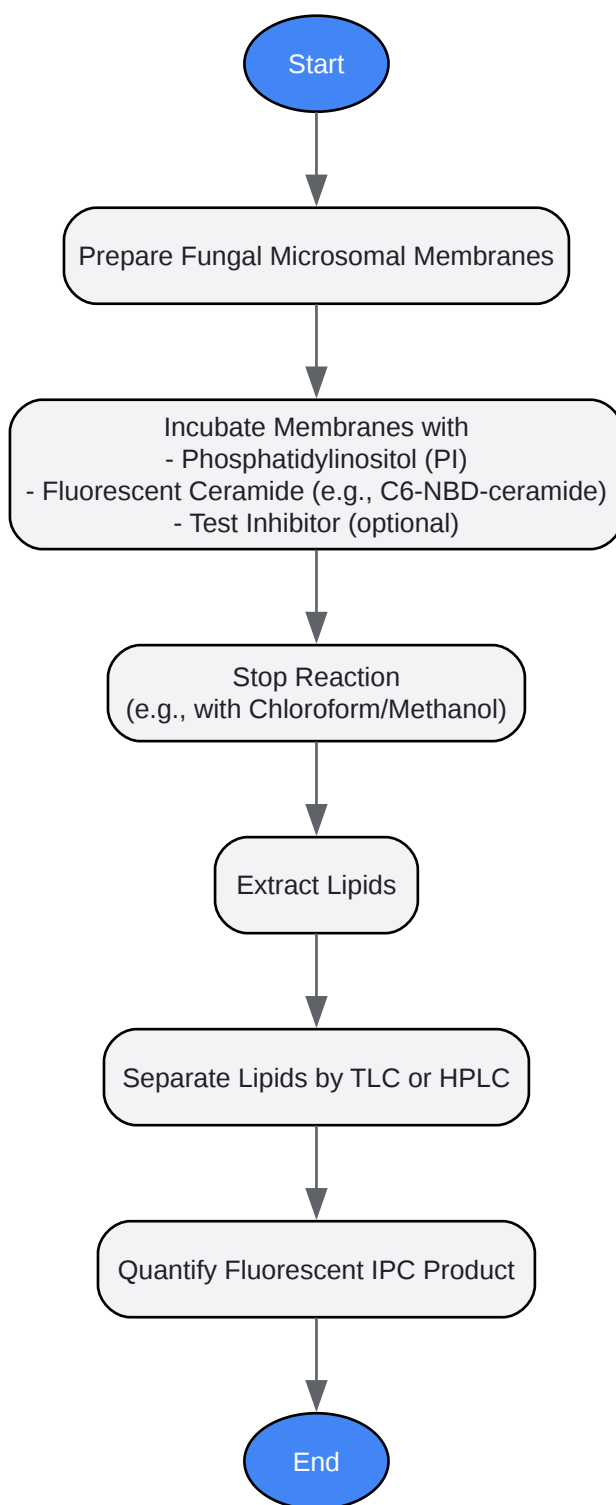 Start
Prepare Fungal Microsomal Membranes
Incubate Membranes with
- Phosphatidylinositol (PI)
- Fluorescent Ceramide (e.g., C6-NBD-ceramide)
- Test Inhibitor (optional)
Stop Reaction
(e.g., with Chloroform/Methanol)
Extract Lipids
Separate Lipids by TLC or HPLC
Quantify Fluorescent IPC Product
End